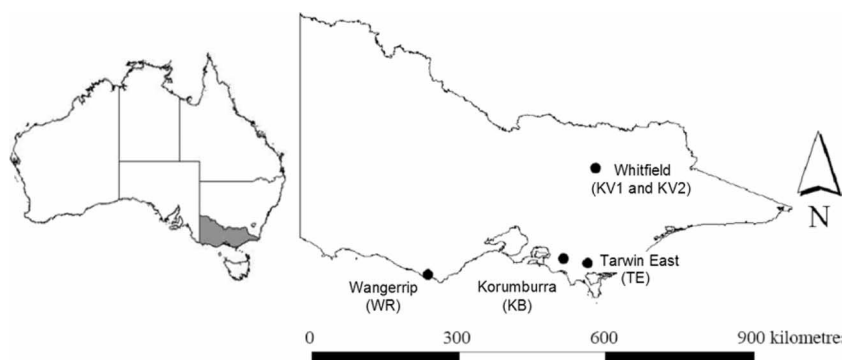 Whitfield
(KV1 and KV2)
N
Wangerrip
(WR)
Korumburra
(KB)
Tarwin East
(TE)
0 300 600 900 kilometres